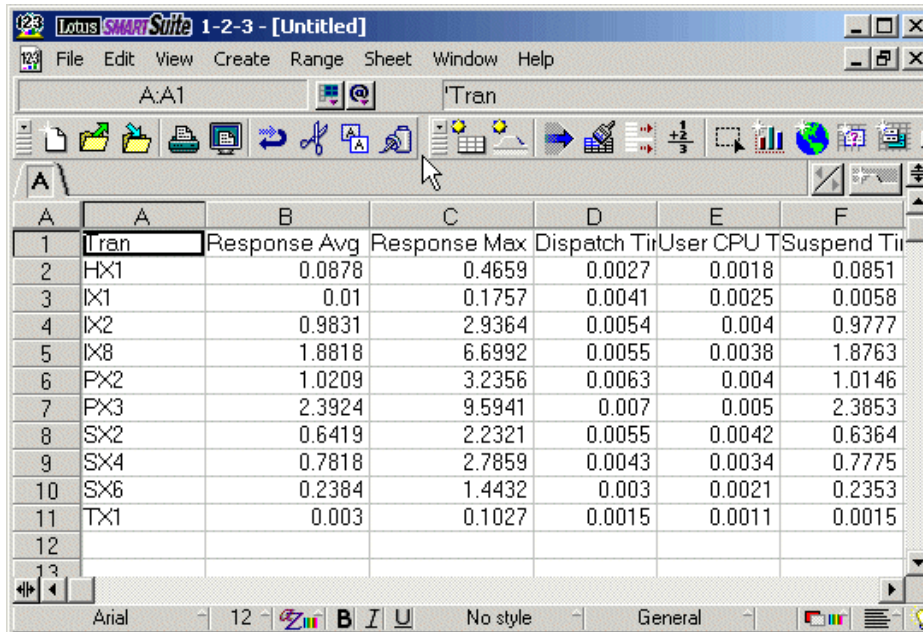 Lotus SMARTSuite 1-2-3 - [Untitled]
123 File Edit View Create Range Sheet Window Help
A:A1 'Tran
A
A A B C D E F
1 Tran Response Avg Response Max Dispatch Tir User CPU T Suspend Tii
2 HX1 0.0878 0.4659 0.0027 0.0018 0.0851
3 IX1 0.01 0.1757 0.0041 0.0025 0.0058
4 IX2 0.9831 2.9364 0.0054 0.004 0.9777
5 IX8 1.8818 6.6992 0.0055 0.0038 1.8763
6 PX2 1.0209 3.2356 0.0063 0.004 1.0146
7 PX3 2.3924 9.5941 0.007 0.005 2.3853
8 SX2 0.6419 2.2321 0.0055 0.0042 0.6364
9 SX4 0.7818 2.7859 0.0043 0.0034 0.7775
10 SX6 0.2384 1.4432 0.003 0.0021 0.2353
11 TX1 0.003 0.1027 0.0015 0.0011 0.0015
12
13
Arial 12 B I U No style General